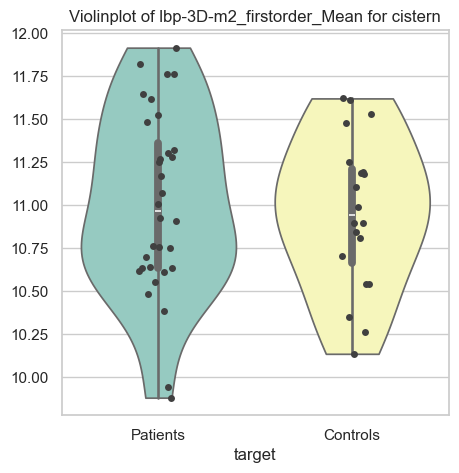 Violinplot of lbp-3D-m2_firstorder_Mean for cistern
12.00
11.75
11.50
11.25
11.00
10.75
10.50
10.25
10.00
Patients
Controls
target